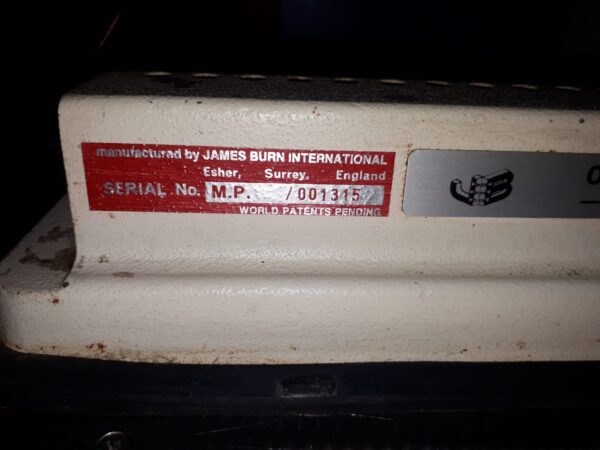 manufactured by JAMES BURN INTERNATIONAL
Esher, Surrey, England
SERIAL No. M.P. /001315
WORLD PATENTS PENDING